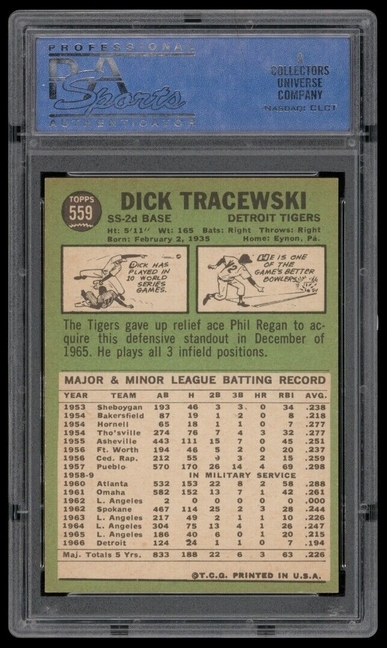 PROFESSIONAL
PSA
Sports
AUTHENTICATOR
A
COLLECTORS
UNIVERSE
COMPANY
NASDAQ: CLCT
TOPPS
559
DICK TRACEWSKI
SS-2d BASE DETROIT TIGERS
Ht: 5'11" Wt: 165 Bats: Right Throws: Right
Born: February 2, 1935 Home: Eynon, Pa.
DICK HAS
PLAYED IN
10 WORLD
SERIES
GAMES.
HE IS ONE
OF THE
GAME'S BETTER
BOWLERS
The Tigers gave up relief ace Phil Regan to ac-
quire this defensive standout in December of
1965. He plays all 3 infield positions.
MAJOR & MINOR LEAGUE BATTING RECORD
YEAR TEAM AB H 2B 3B HR RBI AVG.
1953 Sheboygan 193 46 3 3 0 34 .238
1954 Bakersfield 87 19 1 2 0 8 .218
1954 Hornell 65 18 1 1 0 7 .277
1954 Tho'sville 274 76 7 4 3 32 .277
1955 Asheville 443 111 15 7 0 45 .251
1956 Ft. Worth 194 46 5 2 0 20 .237
1956 Ced. Rap. 212 55 3 2 15 .259
1957 Pueblo 570 170 26 14 4 69 .298
1958-9 IN MILITARY SERVICE
1960 Atlanta 532 153 22 8 2 58 .288
1961 Omaha 582 152 13 7 1 42 .261
1962 L. Angeles 2 0 0 0 0 0 .000
1962 Spokane 467 114 25 2 3 28 .244
1963 L. Angeles 217 49 2 1 1 10 .226
1964 L. Angeles 304 75 13 4 1 26 .247
1965 L. Angeles 186 40 6 0 1 20 .215
1966 Detroit 124 24 1 1 0 7 .194
Maj. Totals 5 Yrs. 833 188 22 6 3 63 .226
©T.C.G. PRINTED IN U.S.A.